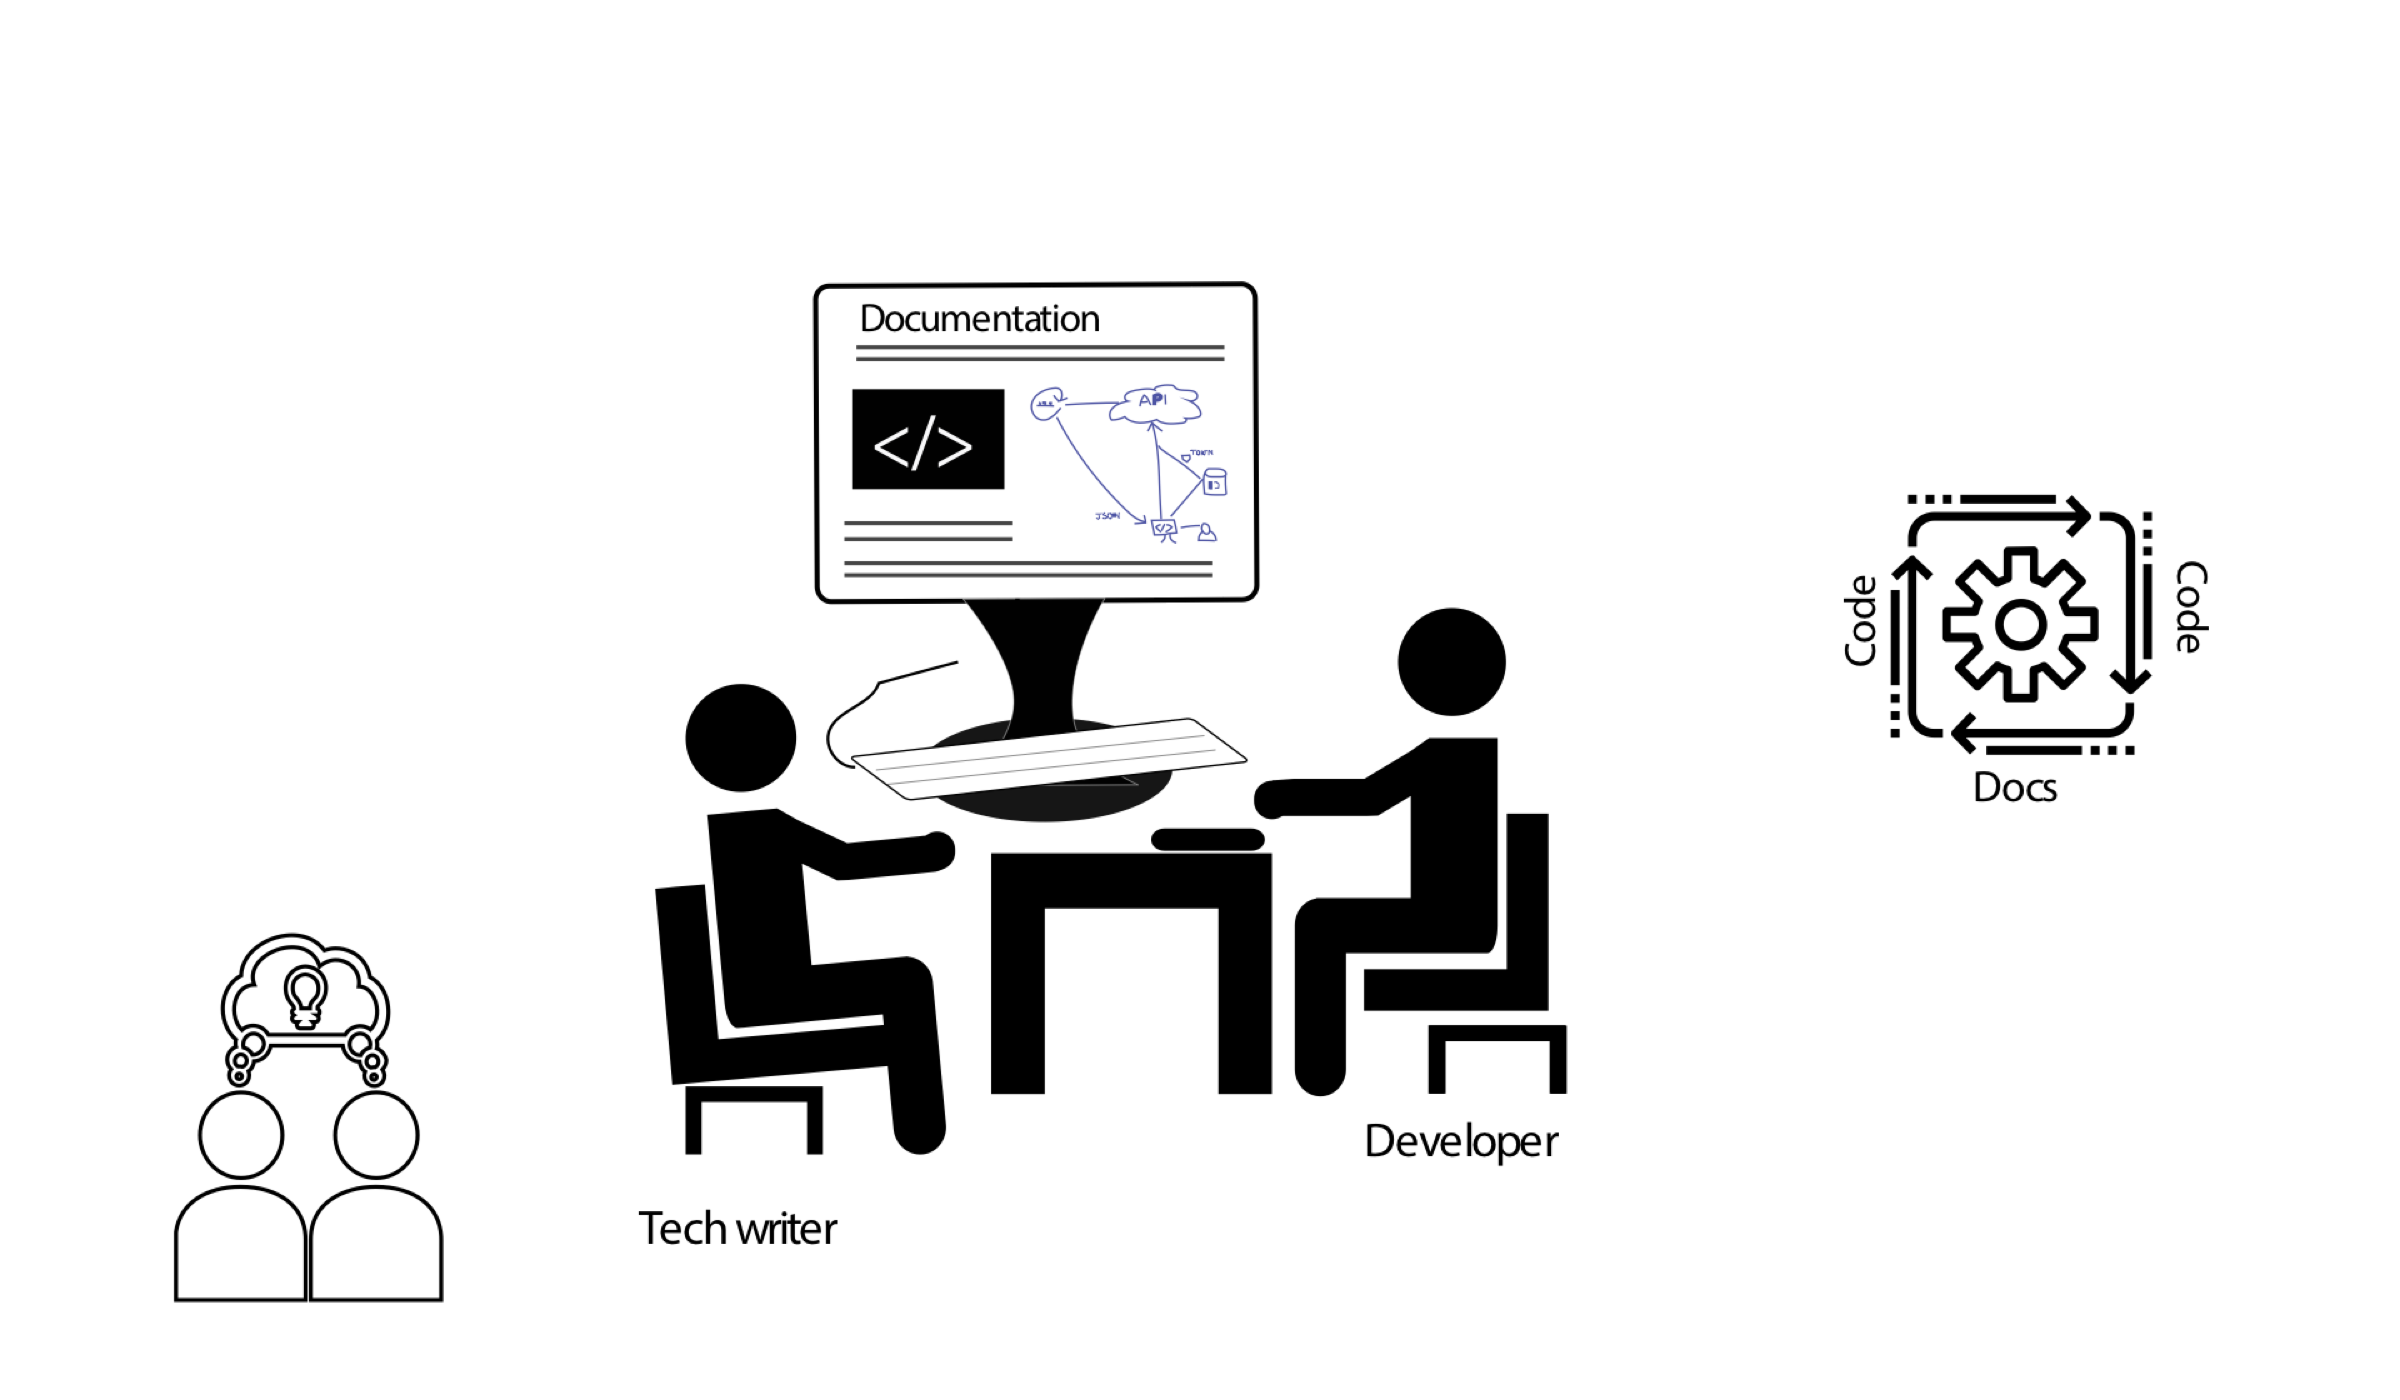 Documentation
</>
API
JSON
</>
Code
Code
Docs
Developer
Tech writer